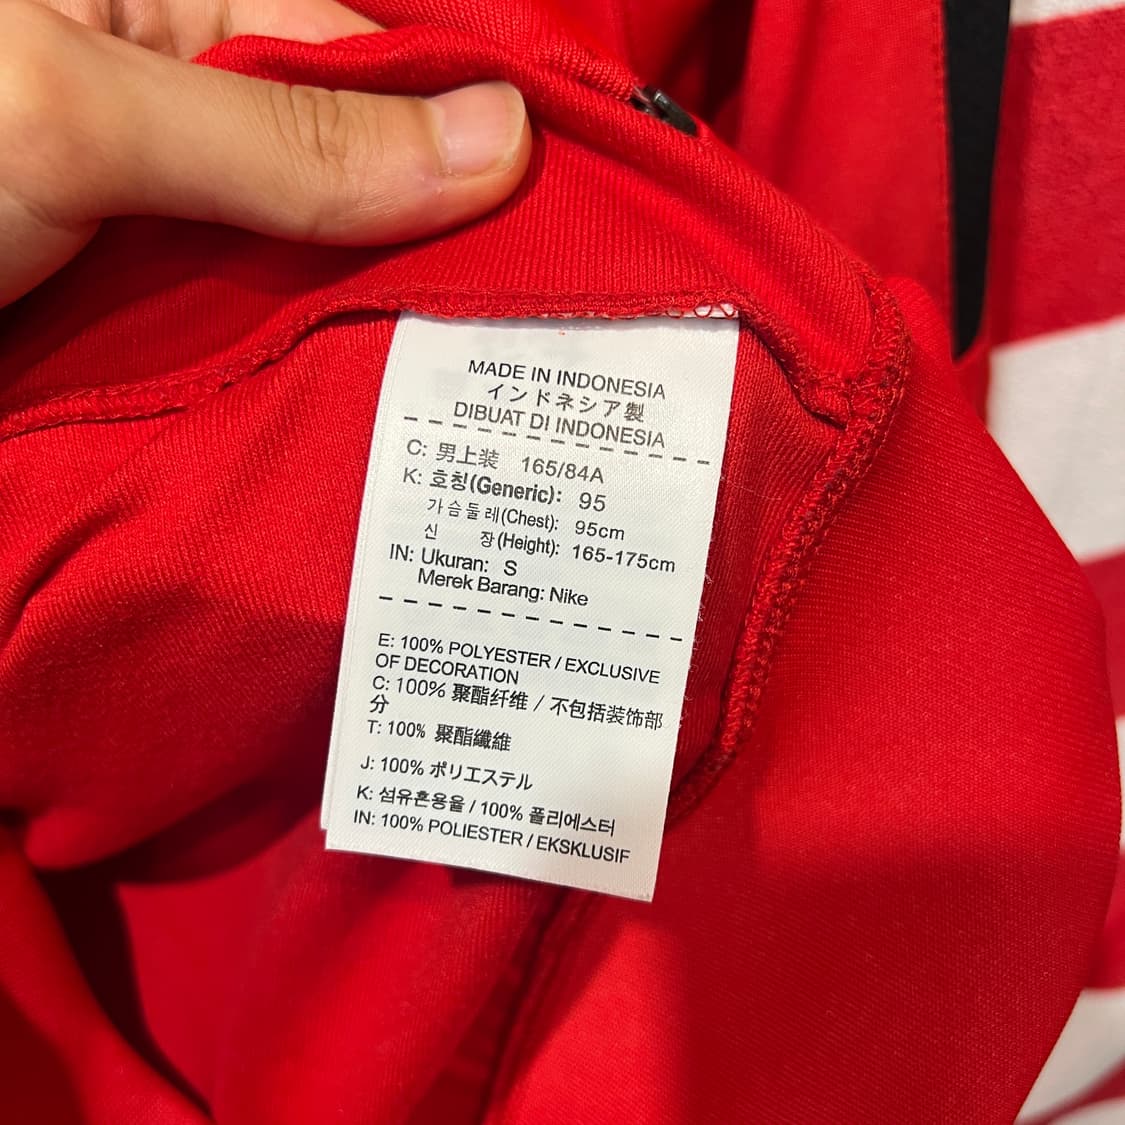 MADE IN INDONESIA
インドネシア製
DIBUAT DI INDONESIA
C: 男上装 165/84A
K: 호칭(Generic): 95
가슴둘레(Chest): 95cm
신 장(Height): 165-175cm
IN: Ukuran: S
Merek Barang: Nike
E: 100% POLYESTER / EXCLUSIVE
OF DECORATION
C: 100% 聚酯纤维 / 不包括装饰部
分
T: 100% 聚酯纖維
J: 100% ポリエステル
K: 섬유혼용율 / 100% 폴리에스터
IN: 100% POLIESTER / EKSKLUSIF